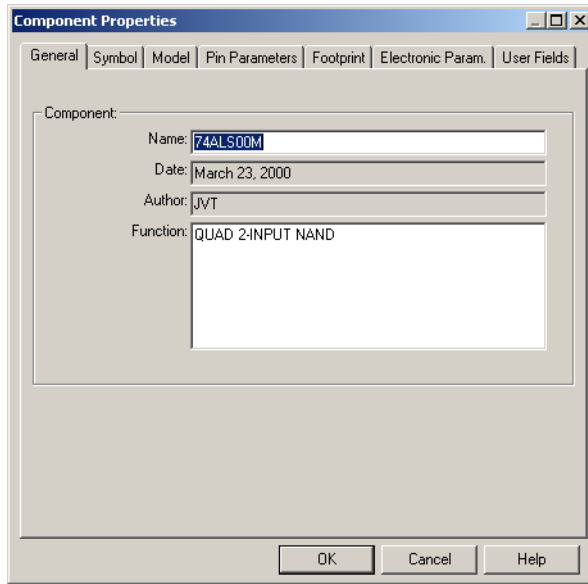 Component Properties
General Symbol Model Pin Parameters Footprint Electronic Param. User Fields
Component:
Name: 74ALS00M
Date: March 23, 2000
Author: JVT
Function: QUAD 2-INPUT NAND
OK Cancel Help